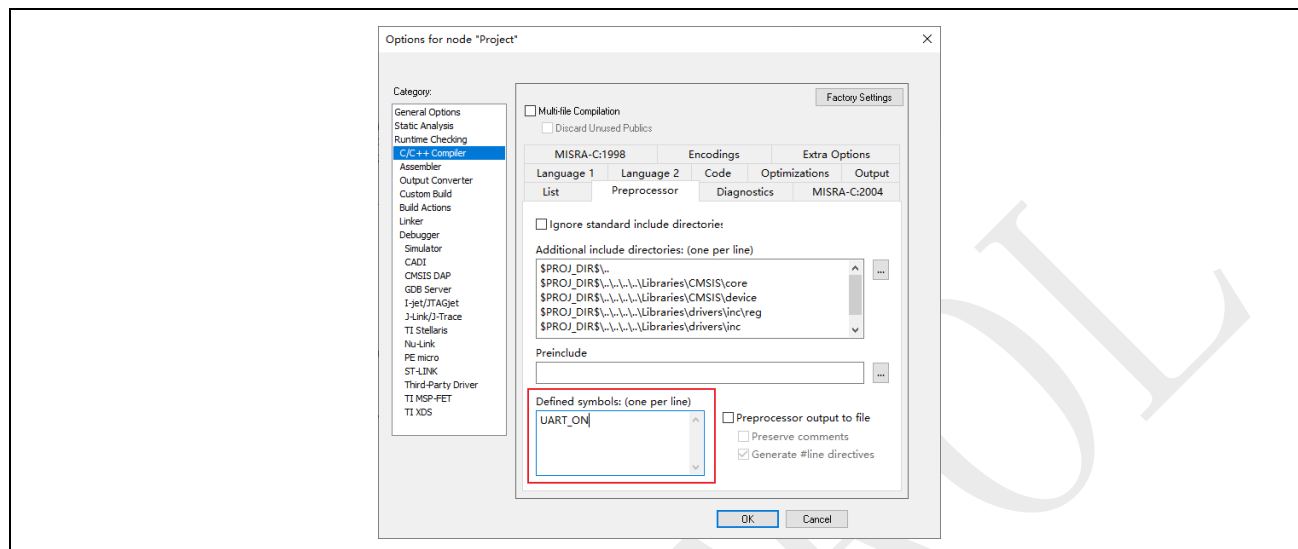 Options for node "Project"
Category:
General Options
Static Analysis
Runtime Checking
C/C++ Compiler
Assembler
Output Converter
Custom Build
Build Actions
Linker
Debugger
Simulator
CADI
CMSIS DAP
GDB Server
I-jet/JTAGjet
J-Link/J-Trace
TI Stellaris
Nu-Link
PE micro
ST-LINK
Third-Party Driver
TI MSP-FET
TI XDS
Factory Settings
Multi-file Compilation
Discard Unused Publics
MISRA-C:1998 Encodings Extra Options
Language 1 Language 2 Code Optimizations Output
List Preprocessor Diagnostics MISRA-C:2004
Ignore standard include directories
Additional include directories: (one per line)
$PROJ_DIR$\..
$PROJ_DIR$\..\..\..\..\Libraries\CMSIS\core
$PROJ_DIR$\..\..\..\..\Libraries\CMSIS\device
$PROJ_DIR$\..\..\..\..\Libraries\drivers\inc\reg
$PROJ_DIR$\..\..\..\..\Libraries\drivers\inc
...
Preinclude
...
Defined symbols: (one per line)
UART_ON
Preprocessor output to file
Preserve comments
Generate #line directives
OK Cancel
OL